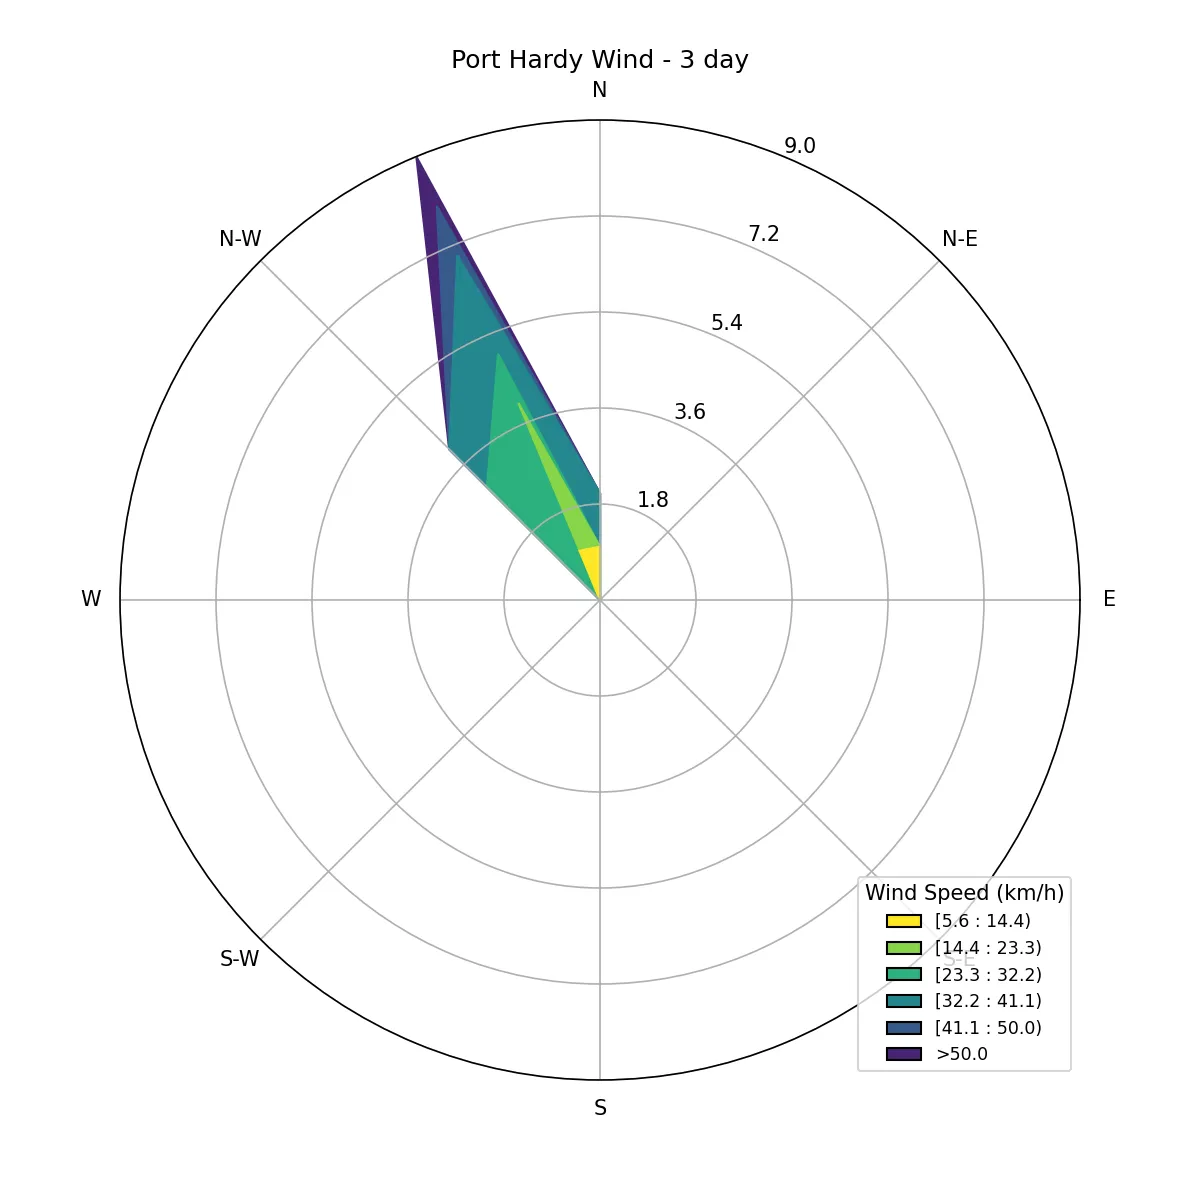 Port Hardy Wind - 3 day
N
9.0
N-W
7.2
N-E
5.4
3.6
1.8
W
E
Wind Speed (km/h)
[5.6 : 14.4)
[14.4 : 23.3)
S-W
S-E
[23.3 : 32.2)
[32.2 : 41.1)
[41.1 : 50.0)
>50.0
S